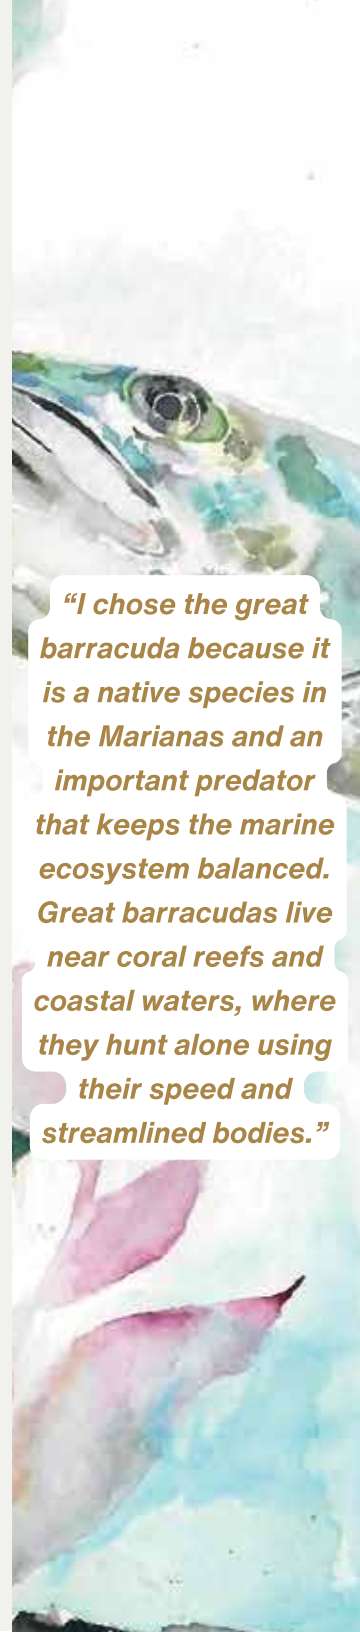 “I chose the great
barracuda because it
is a native species in
the Marianas and an
important predator
that keeps the marine
ecosystem balanced.
Great barracudas live
near coral reefs and
coastal waters, where
they hunt alone using
their speed and
streamlined bodies.”